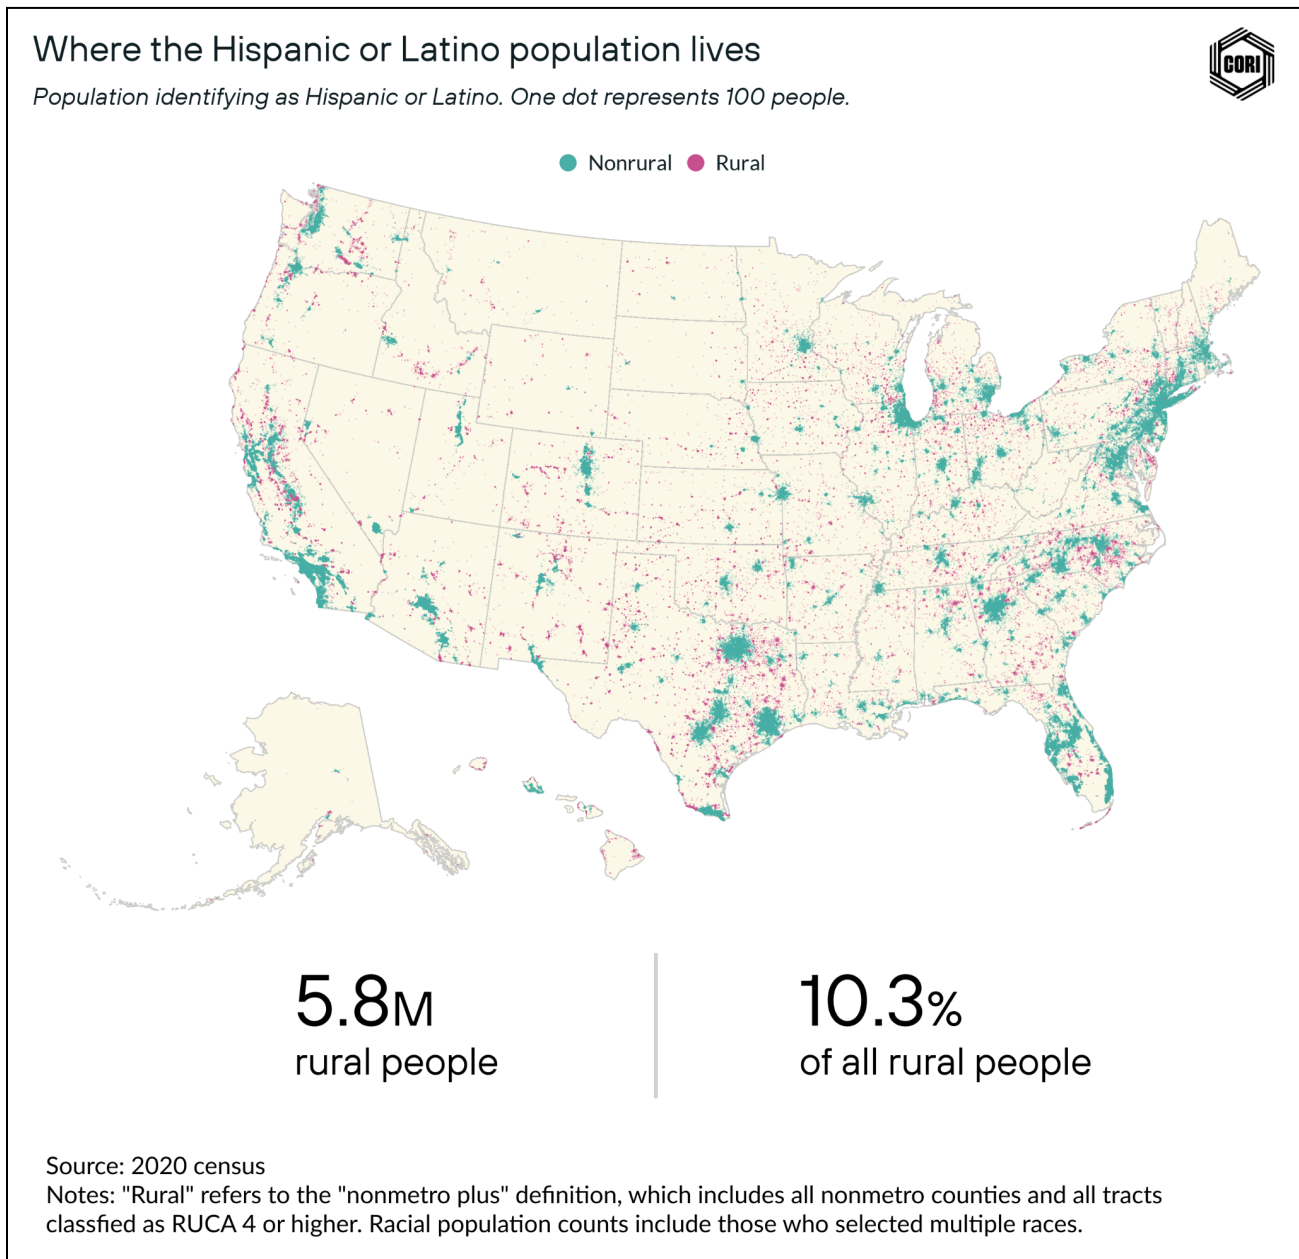 Where the Hispanic or Latino population lives
CORI
Population identifying as Hispanic or Latino. One dot represents 100 people.
Nonrural Rural
5.8M
rural people
10.3%
of all rural people
Source: 2020 census
Notes: "Rural" refers to the "nonmetro plus" definition, which includes all nonmetro counties and all tracts
classfied as RUCA 4 or higher. Racial population counts include those who selected multiple races.